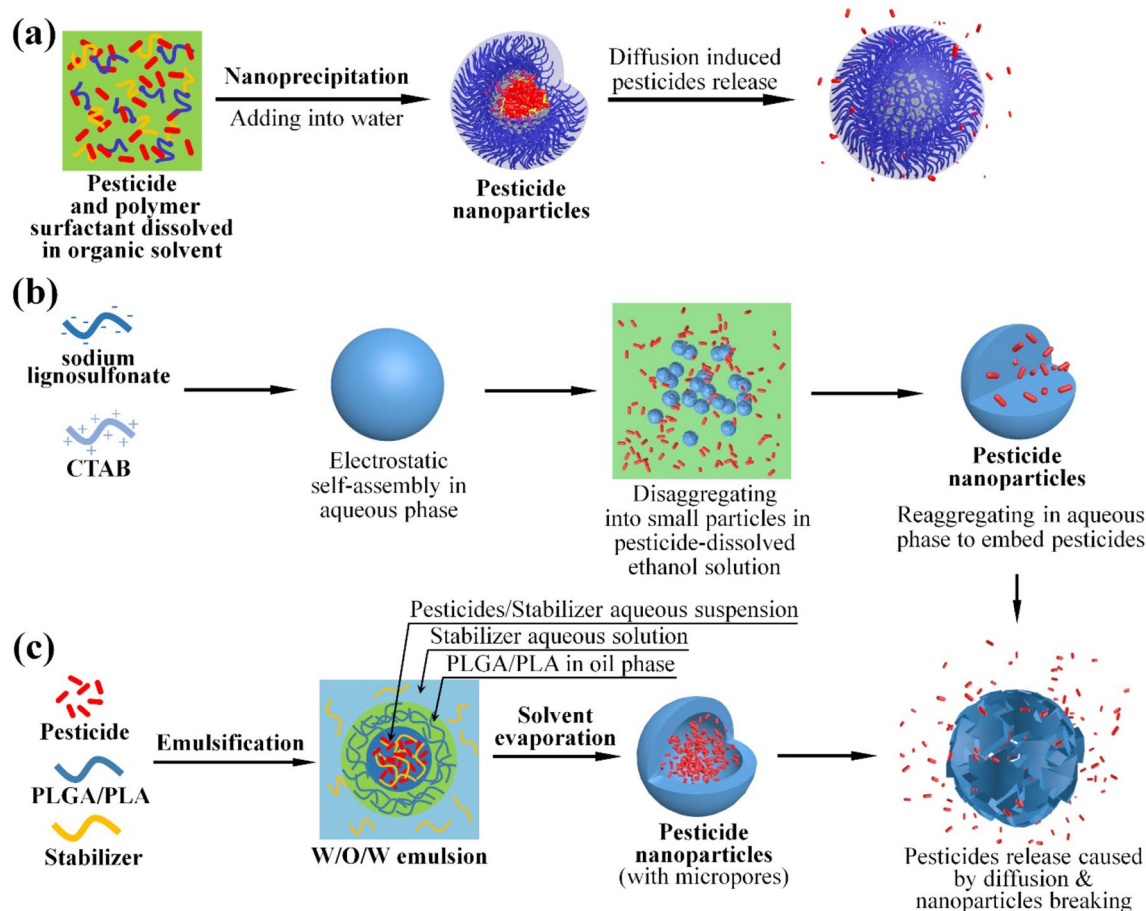 (a)
Nanoprecipitation
Adding into water
Diffusion induced
pesticides release
Pesticide
and polymer
surfactant dissolved
in organic solvent
Pesticide
nanoparticles
(b)
sodium
lignosulfonate
CTAB
Electrostatic
self-assembly in
aqueous phase
Disaggregating
into small particles in
pesticide-dissolved
ethanol solution
Pesticide
nanoparticles
Reaggregating in aqueous
phase to embed pesticides
(c)
Pesticide
PLGA/PLA
Stabilizer
Emulsification
Pesticides/Stabilizer aqueous suspension
Stabilizer aqueous solution
PLGA/PLA in oil phase
W/O/W emulsion
Solvent
evaporation
Pesticide
nanoparticles
(with micropores)
Pesticides release caused
by diffusion &
nanoparticles breaking